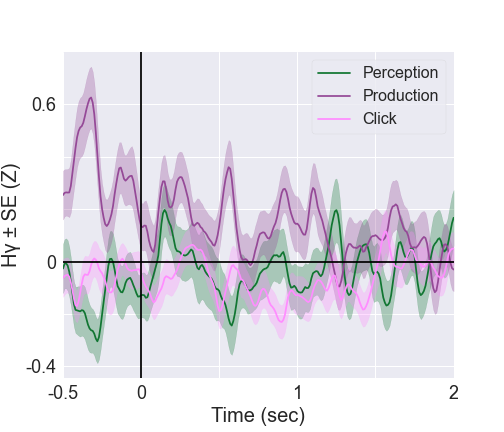 Perception
Production
Click
Hγ ± SE (Z)
0.6
0
-0.4
-0.5
0
1
2
Time (sec)